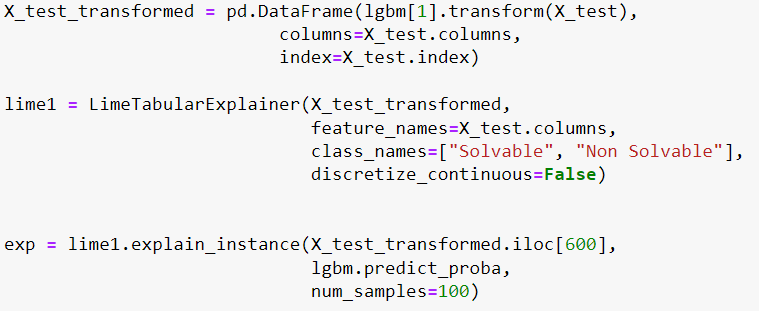 X_test_transformed = pd.DataFrame(lgbm[1].transform(X_test),
columns=X_test.columns,
index=X_test.index)
lime1 = LimeTabularExplainer(X_test_transformed,
feature_names=X_test.columns,
class_names=["Solvable", "Non Solvable"],
discretize_continuous=False)
exp = lime1.explain_instance(X_test_transformed.iloc[600],
lgbm.predict_proba,
num_samples=100)